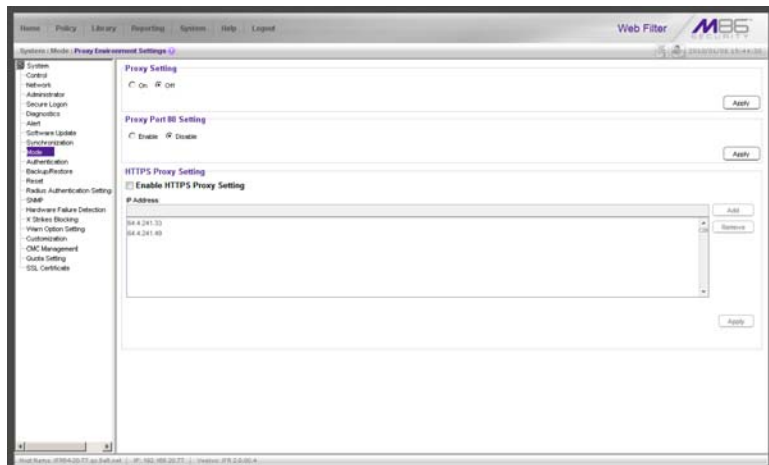 Home Policy Library Reporting System Help Logout
Web Filter
M86
SECURITY
System : Mode : Proxy Environment Settings
System
Control
Network
Administrator
Secure Logon
Diagnostics
Alert
Software Update
Synchronization
Mode
Authentication
Backup/Restore
Reset
Radius Authentication Setting
SNMP
Hardware Failure Detection
X Strikes Blocking
Warn Option Setting
Customization
CMC Management
Quota Setting
SSL Certificate
Proxy Setting
On Off
Apply
Proxy Port 80 Setting
Enable Disable
Apply
HTTPS Proxy Setting
Enable HTTPS Proxy Setting
IP Address
Add
64.4.241.33
64.4.241.49
Remove
Apply